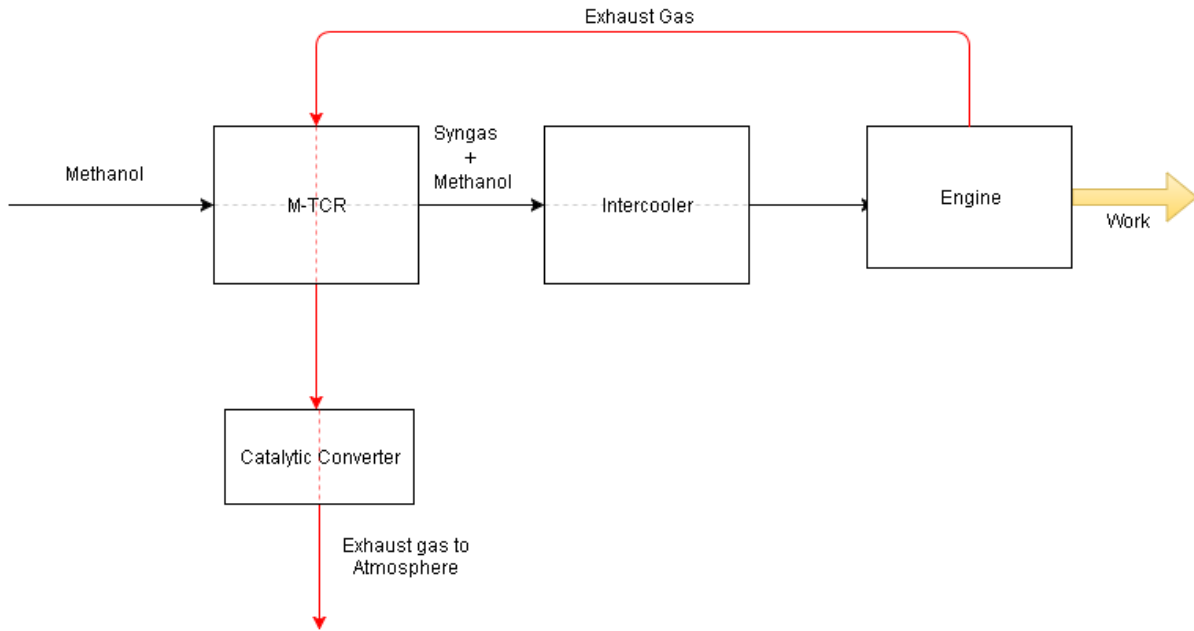 Exhaust Gas
Methanol
M-TCR
Syngas
+
Methanol
Intercooler
Engine
Work
Catalytic Converter
Exhaust gas to
Atmosphere